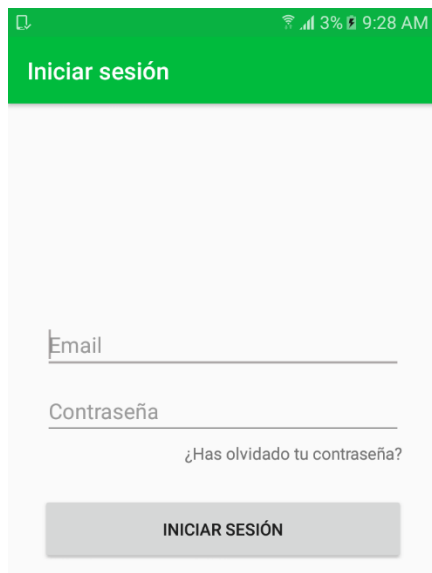 3% 9:28 AM
Iniciar sesión
Email
Contraseña
¿Has olvidado tu contraseña?
INICIAR SESIÓN